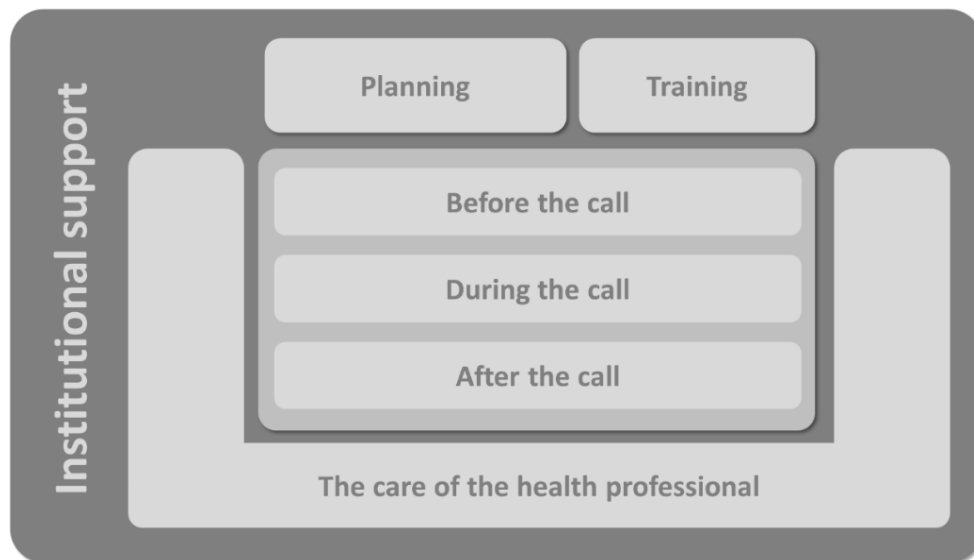 Institutional support
Planning
Training
Before the call
During the call
After the call
The care of the health professional